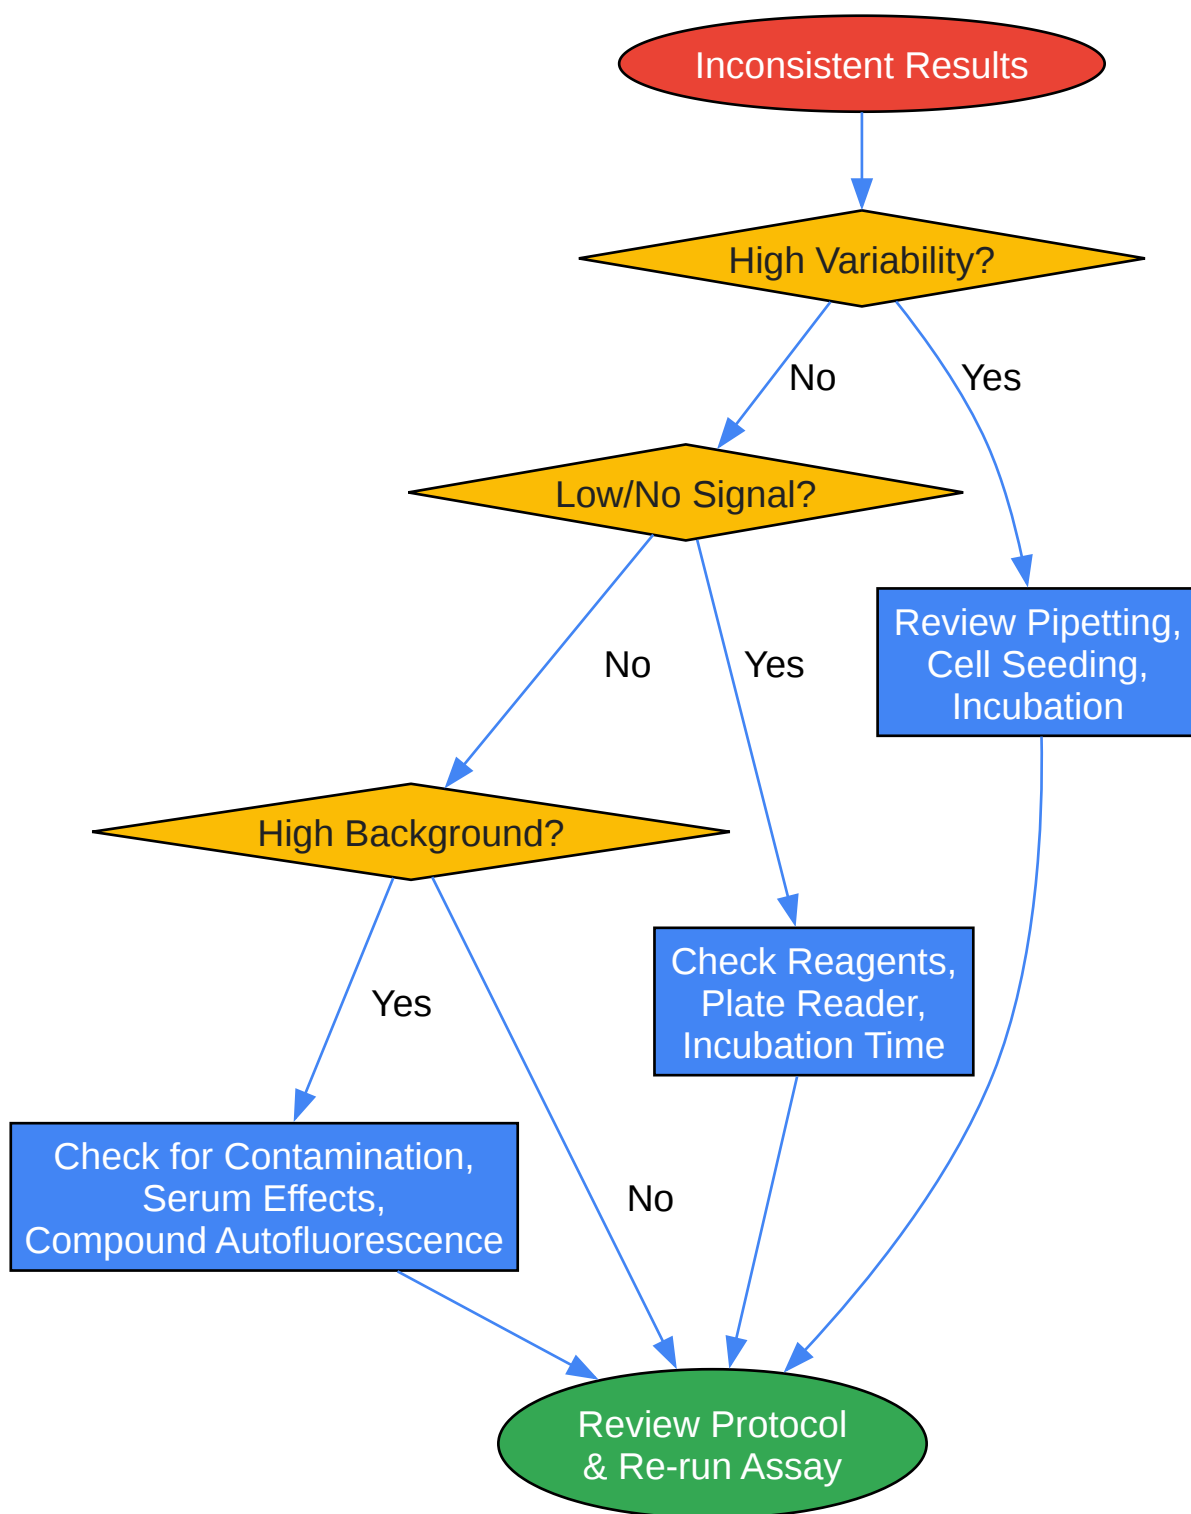 Inconsistent Results
High Variability?
No
Yes
Low/No Signal?
Review Pipetting,
Cell Seeding,
Incubation
No
Yes
High Background?
Check Reagents,
Plate Reader,
Incubation Time
Yes
Check for Contamination,
Serum Effects,
Compound Autofluorescence
No
Review Protocol
& Re-run Assay